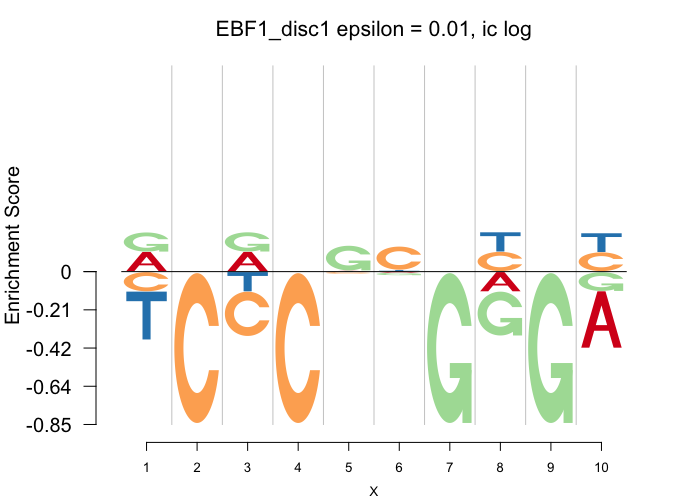 EBF1_disc1 epsilon = 0.01, ic log
Enrichment Score
0
-0.21
-0.42
-0.64
-0.85
G A C T
C
G A T C
C
G
C
G
T C A G
G
T C G A
1 2 3 4 5 6 7 8 9 10
X